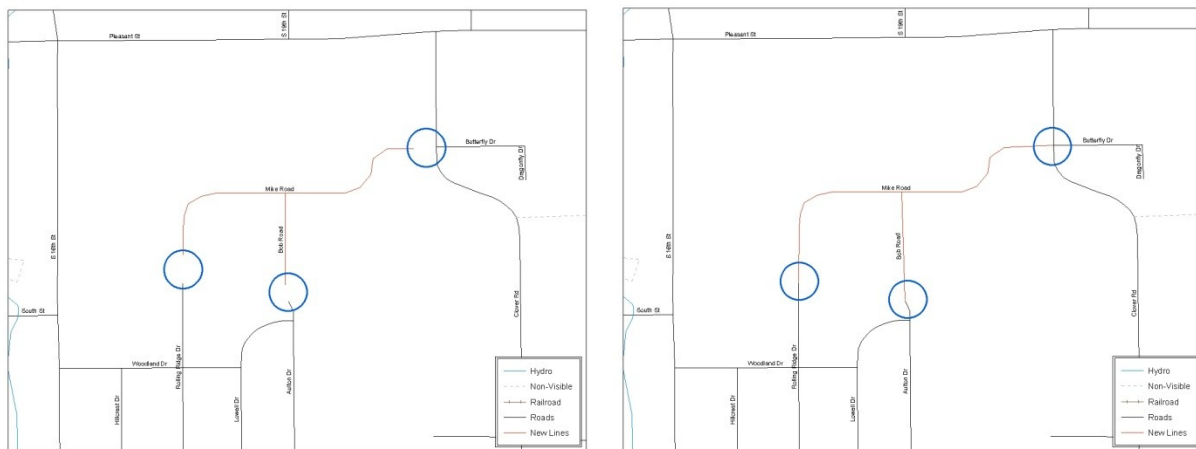 Pleasant St
S 19th St
Butterfly Dr
Dragonfly Dr
Mike Road
Bob Road
S 16th St
South St
Clover Rd
Woodland Dr
Rolling Ridge Dr
Hillcrest Dr
Lowell Dr
Aulton Dr
Hydro
Non-Visible
Railroad
Roads
New Lines
Pleasant St
S 19th St
Butterfly Dr
Dragonfly Dr
Mike Road
Bob Road
S 16th St
South St
Clover Rd
Woodland Dr
Rolling Ridge Dr
Hillcrest Dr
Lowell Dr
Aulton Dr
Hydro
Non-Visible
Railroad
Roads
New Lines